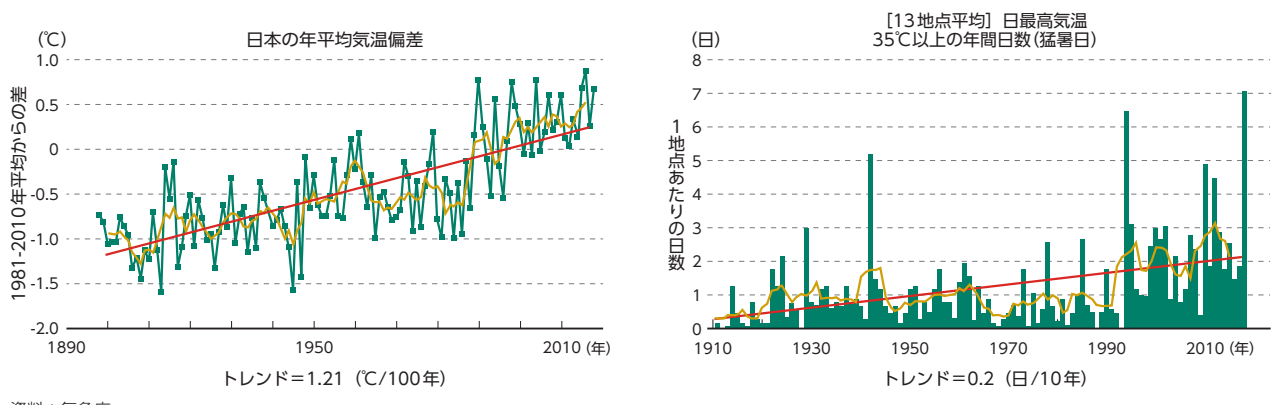 日本の年平均気温偏差
(℃)
1981-2010年平均からの差
1.0
0.5
0
-0.5
-1.0
-1.5
-2.0
1890 1950 2010 (年)
トレンド=1.21（℃/100年）
［13地点平均］日最高気温
35℃以上の年間日数(猛暑日)
(日)
1地点あたりの日数
8
7
6
5
4
3
2
1
0
1910 1930 1950 1970 1990 2010 (年)
トレンド=0.2（日/10年）